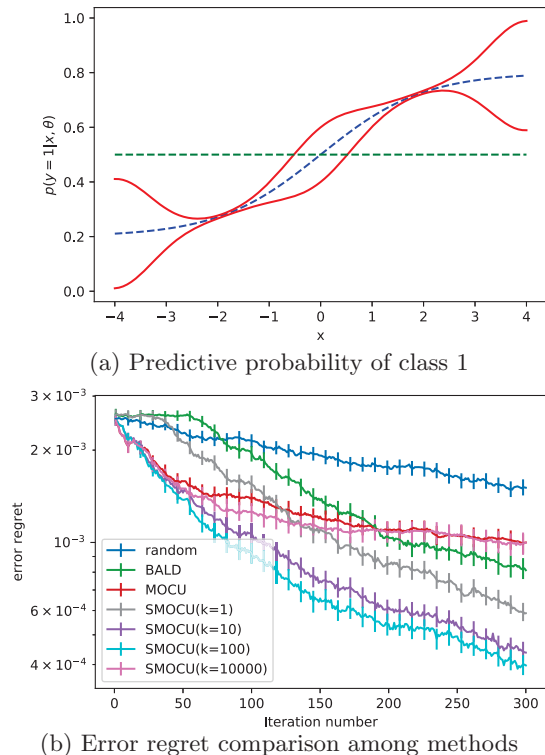 1.0
0.8
0.6
0.4
0.2
0.0
p(y = 1|x, θ)
−4 −3 −2 −1 0 1 2 3 4
x
(a) Predictive probability of class 1
3 × 10⁻³
2 × 10⁻³
10⁻³
6 × 10⁻⁴
4 × 10⁻⁴
error regret
random
BALD
MOCU
SMOCU(k=1)
SMOCU(k=10)
SMOCU(k=100)
SMOCU(k=10000)
0 50 100 150 200 250 300
Iteration number
(b) Error regret comparison among methods